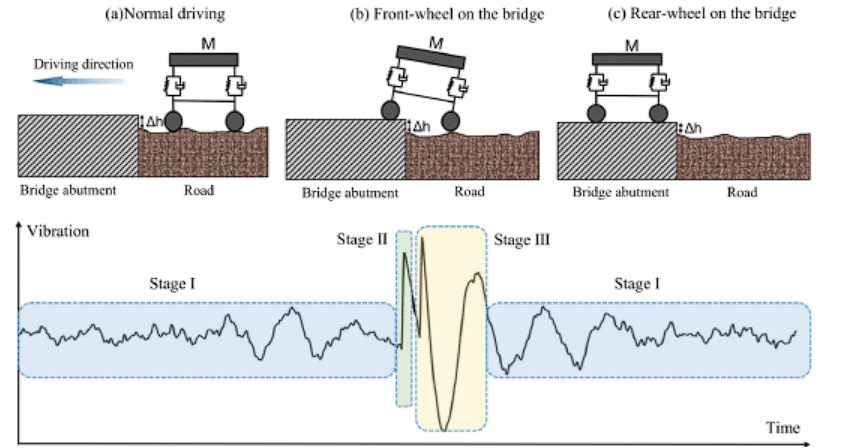 (a)Normal driving
(b) Front-wheel on the bridge
(c) Rear-wheel on the bridge
Driving direction
M
M
M
Δh
Δh
Δh
Bridge abutment
Road
Bridge abutment
Road
Bridge abutment
Road
Vibration
Stage I
Stage II
Stage III
Stage I
Time